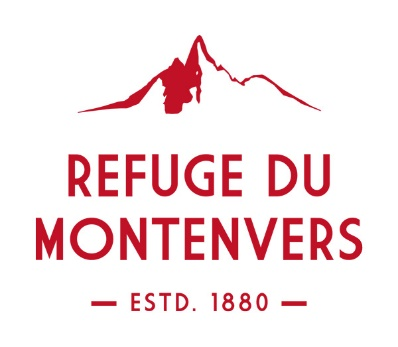 REFUGE DU
MONTENVERS
— ESTD. 1880 —